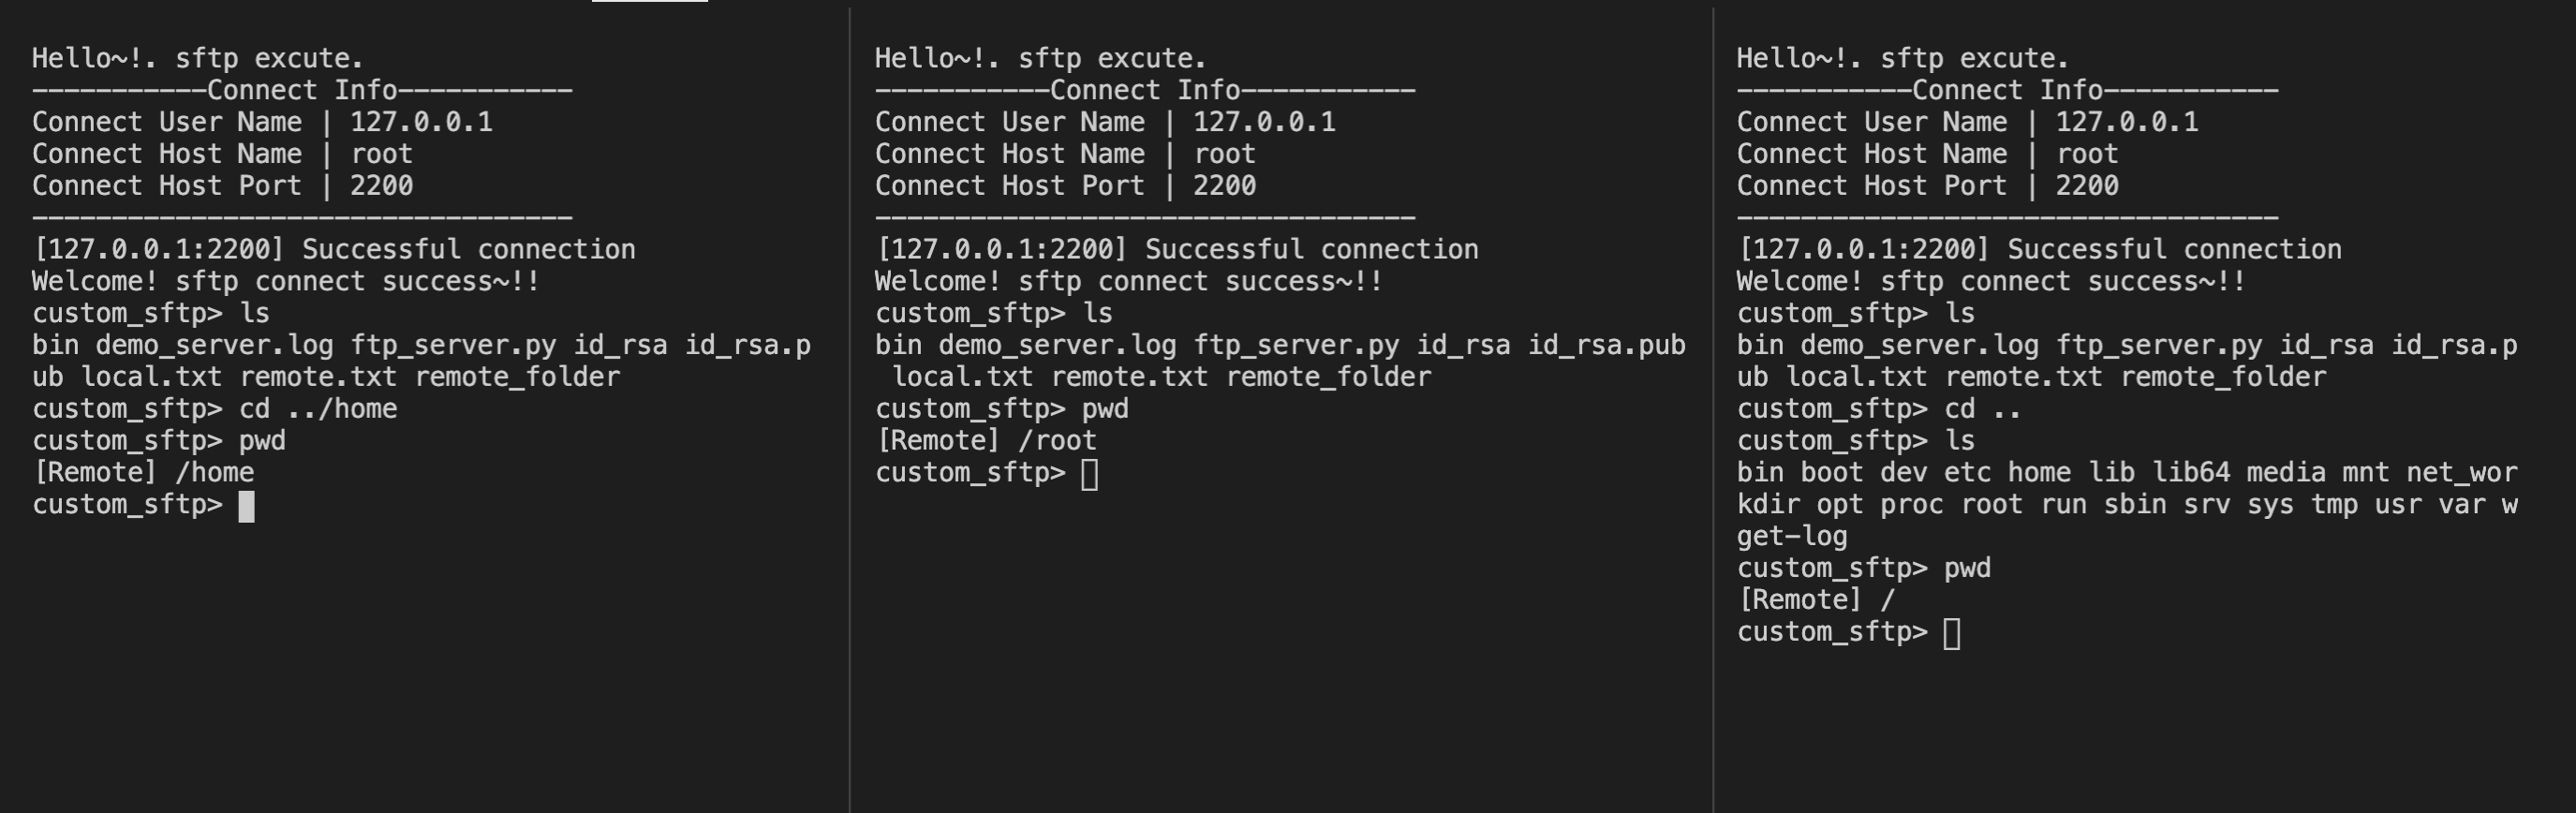 Hello~!. sftp excute.
-----------Connect Info-----------
Connect User Name | 127.0.0.1
Connect Host Name | root
Connect Host Port | 2200
----------------------------------
[127.0.0.1:2200] Successful connection
Welcome! sftp connect success~!!
custom_sftp> ls
bin demo_server.log ftp_server.py id_rsa id_rsa.p
ub local.txt remote.txt remote_folder
custom_sftp> cd ../home
custom_sftp> pwd
[Remote] /home
custom_sftp>
Hello~!. sftp excute.
-----------Connect Info-----------
Connect User Name | 127.0.0.1
Connect Host Name | root
Connect Host Port | 2200
----------------------------------
[127.0.0.1:2200] Successful connection
Welcome! sftp connect success~!!
custom_sftp> ls
bin demo_server.log ftp_server.py id_rsa id_rsa.pub
 local.txt remote.txt remote_folder
custom_sftp> pwd
[Remote] /root
custom_sftp>
Hello~!. sftp excute.
-----------Connect Info-----------
Connect User Name | 127.0.0.1
Connect Host Name | root
Connect Host Port | 2200
----------------------------------
[127.0.0.1:2200] Successful connection
Welcome! sftp connect success~!!
custom_sftp> ls
bin demo_server.log ftp_server.py id_rsa id_rsa.p
ub local.txt remote.txt remote_folder
custom_sftp> cd ..
custom_sftp> ls
bin boot dev etc home lib lib64 media mnt net_wor
kdir opt proc root run sbin srv sys tmp usr var w
get-log
custom_sftp> pwd
[Remote] /
custom_sftp>